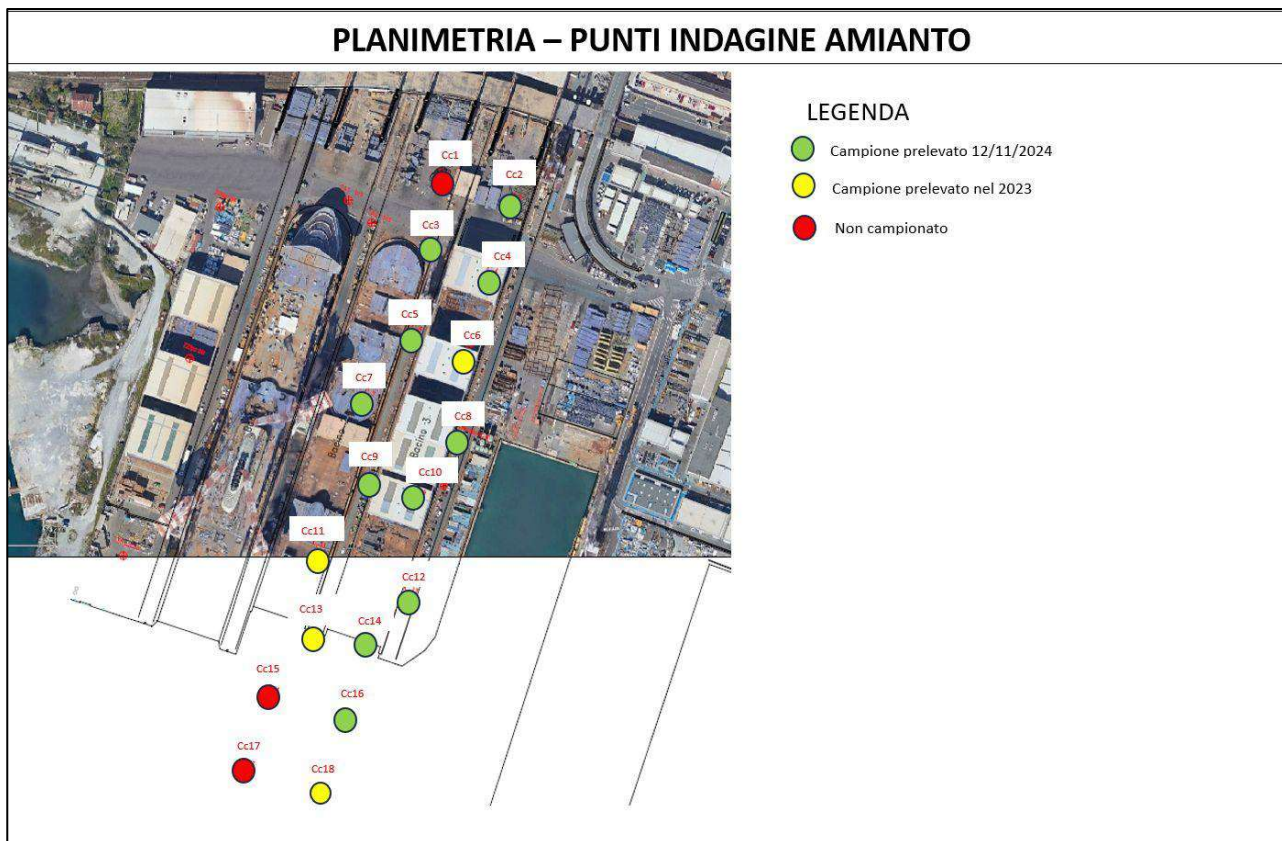 PLANIMETRIA – PUNTI INDAGINE AMIANTO
LEGENDA
Campione prelevato 12/11/2024
Campione prelevato nel 2023
Non campionato
Cc1
Cc2
Cc3
Cc4
Cc5
Cc6
Cc7
Cc8
Cc9
Cc10
Bacino 3
Bacino
Cc11
Cc12
Cc13
Cc14
Cc15
Cc16
Cc17
Cc18